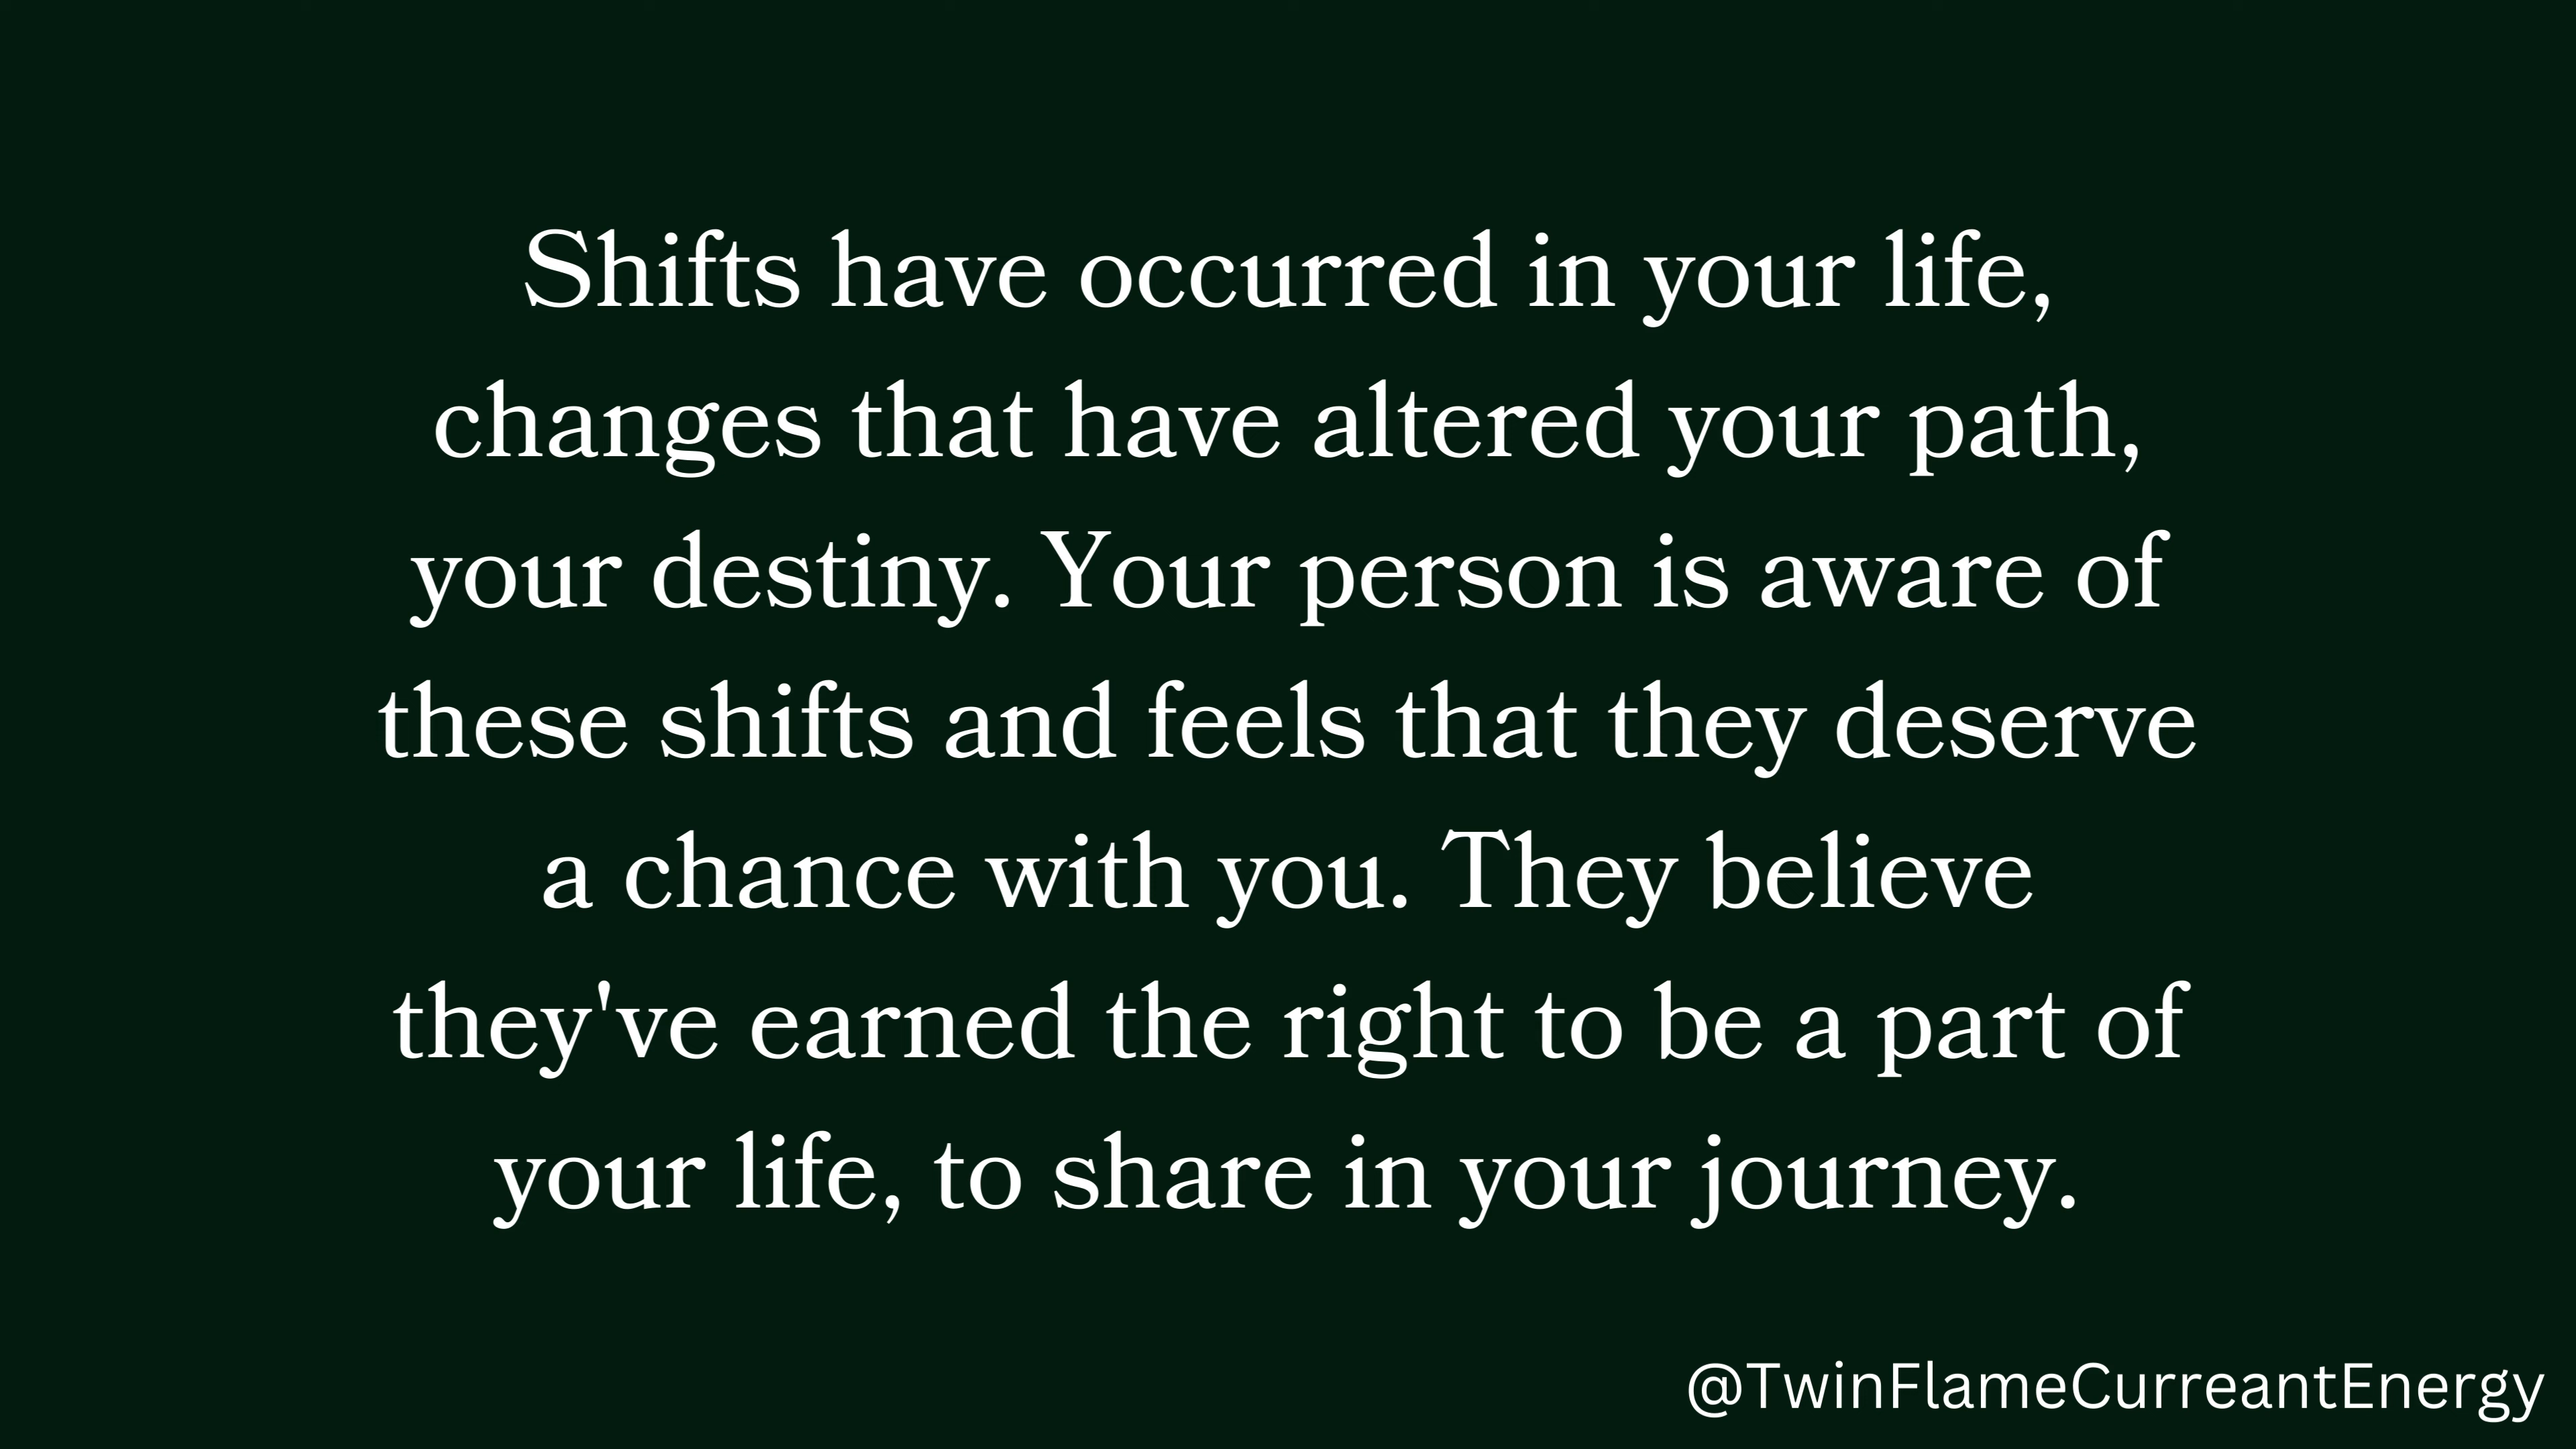 Shifts have occurred in your life,
changes that have altered your path,
your destiny. Your person is aware of
these shifts and feels that they deserve
a chance with you. They believe
they've earned the right to be a part of
your life, to share in your journey.
@TwinFlameCurreantEnergy